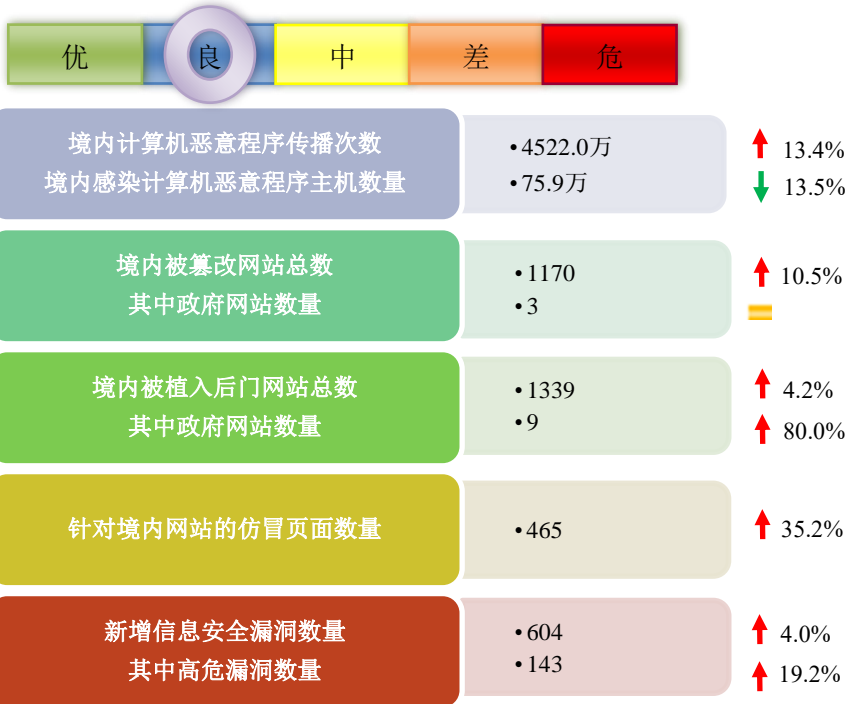 优 良 中 差 危
境内计算机恶意程序传播次数 •4522.0万 13.4%
境内感染计算机恶意程序主机数量 •75.9万 13.5%
境内被篡改网站总数 •1170 10.5%
其中政府网站数量 •3
境内被植入后门网站总数 •1339 4.2%
其中政府网站数量 •9 80.0%
针对境内网站的仿冒页面数量 •465 35.2%
新增信息安全漏洞数量 •604 4.0%
其中高危漏洞数量 •143 19.2%